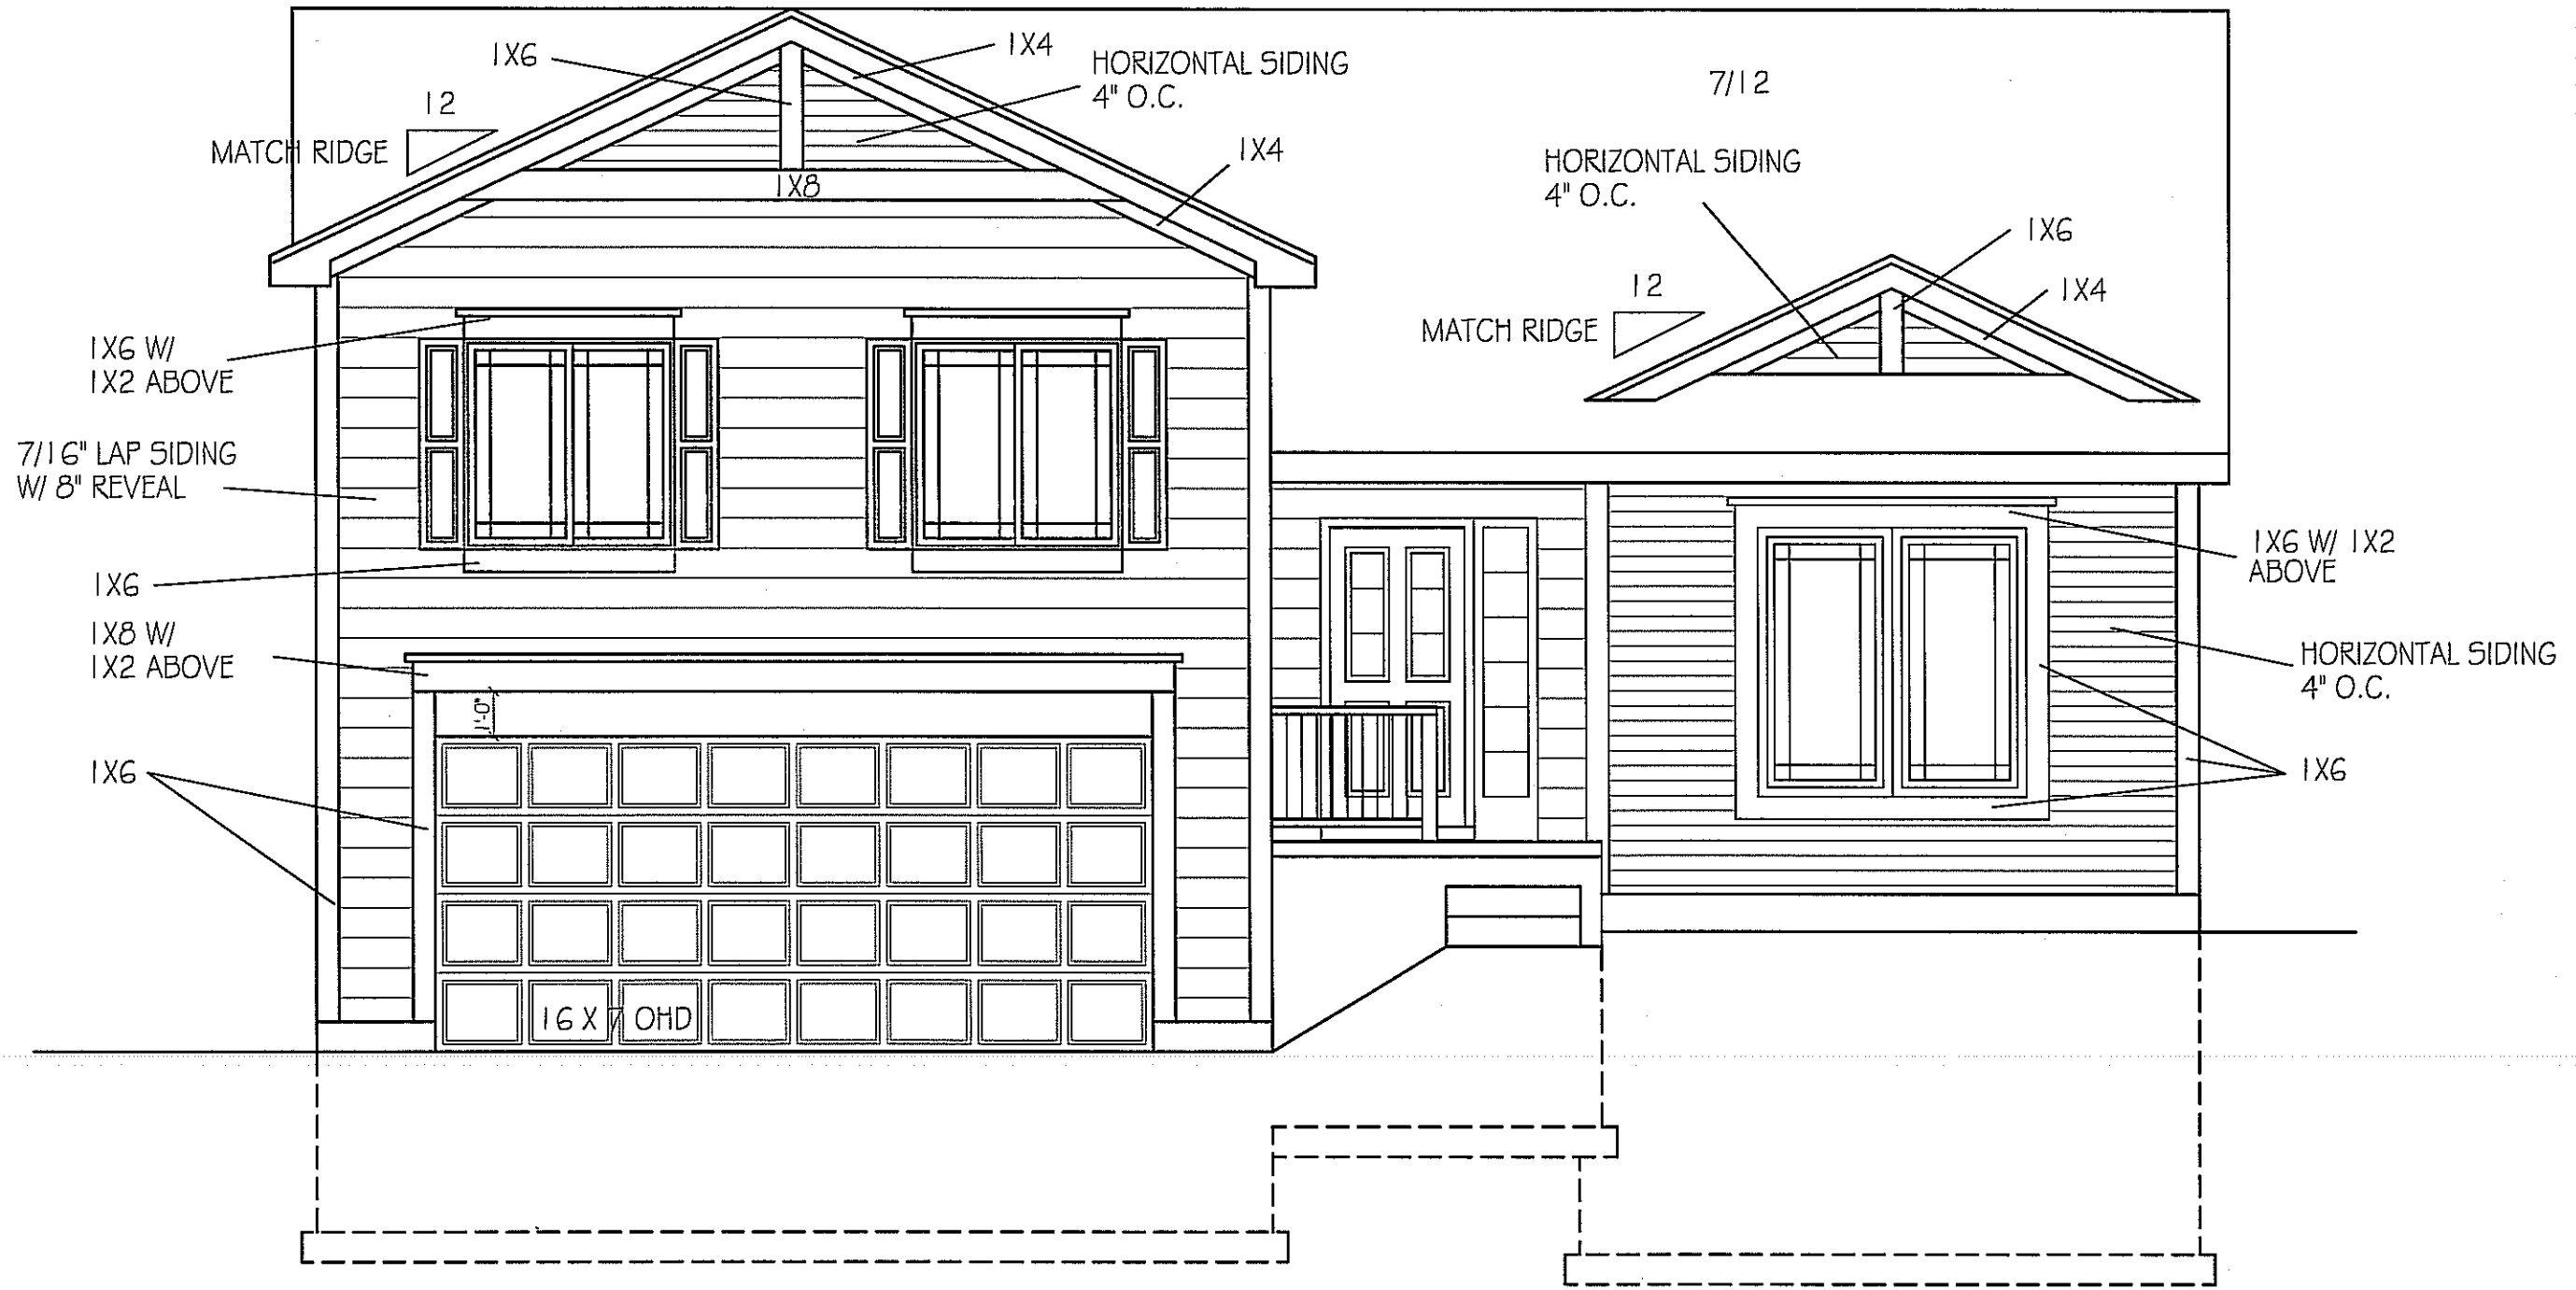 1X6
1X4
HORIZONTAL SIDING
4" O.C.
7/12
12
MATCH RIDGE
1X4
HORIZONTAL SIDING
4" O.C.
1X8
1X6
12
1X4
MATCH RIDGE
1X6 W/
1X2 ABOVE
7/16" LAP SIDING
W/ 8" REVEAL
1X6 W/ 1X2
ABOVE
1X6
1X8 W/
1X2 ABOVE
HORIZONTAL SIDING
4" O.C.
1'-0"
1X6
1X6
16 X 7 OHD